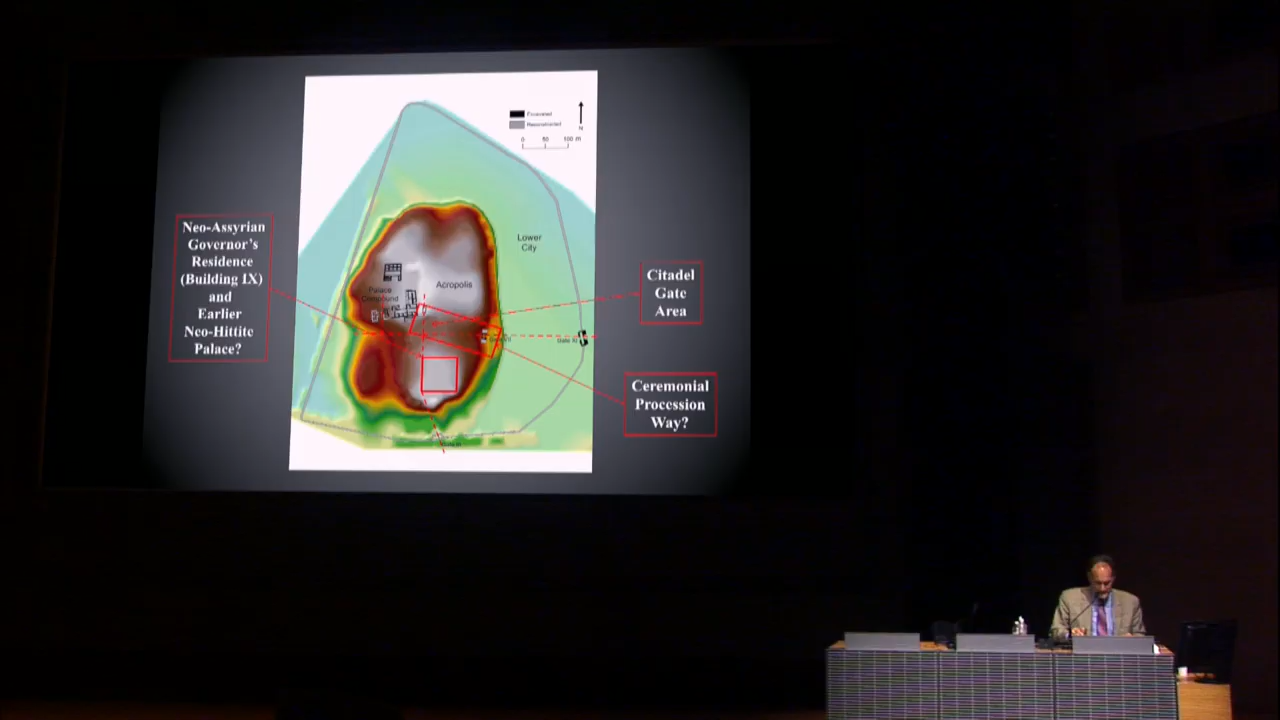 Excavated
Reconstructed
N
0 50 100 m
Lower
City
Acropolis
Palace
Compound
Neo-Assyrian
Governor's
Residence
(Building IX)
and
Earlier
Neo-Hittite
Palace?
Citadel
Gate
Area
Ceremonial
Procession
Way?